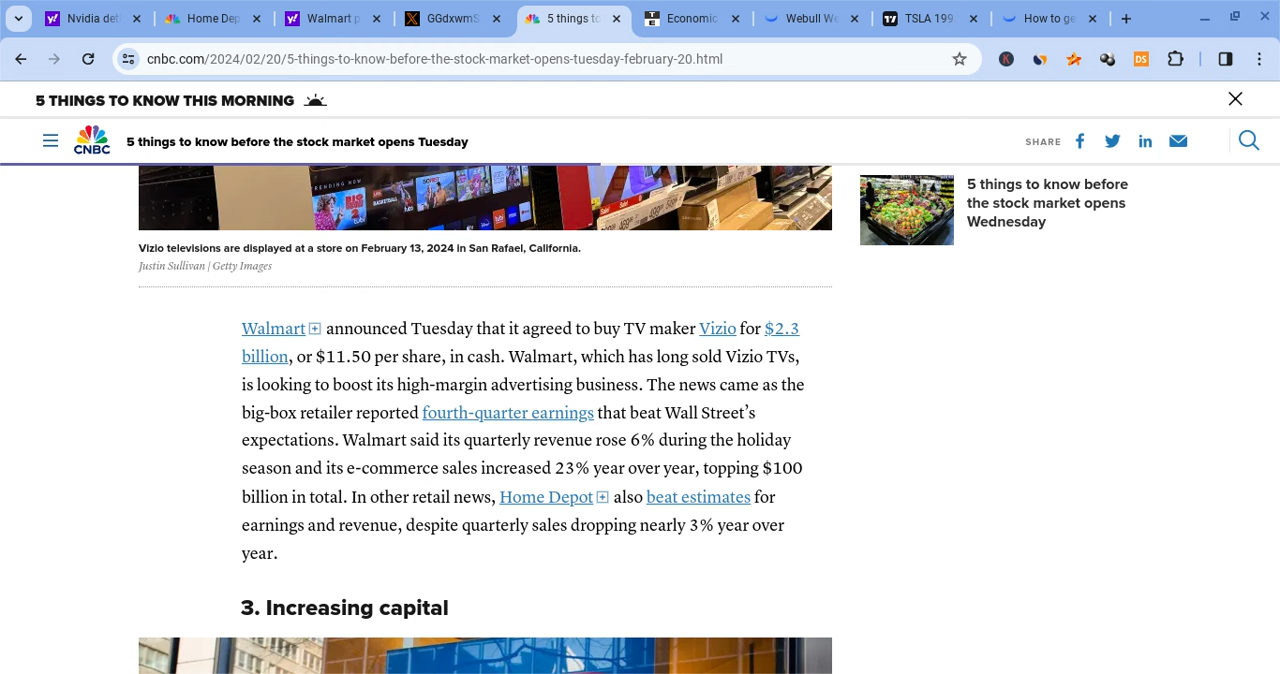 Nvidia det
Home Dep
Walmart p
GGdxwmS
5 things to
Economic
Webull We
TSLA 199.
How to ge
cnbc.com/2024/02/20/5-things-to-know-before-the-stock-market-opens-tuesday-february-20.html
5 THINGS TO KNOW THIS MORNING
CNBC
5 things to know before the stock market opens Tuesday
SHARE
5 things to know before
the stock market opens
Wednesday
Vizio televisions are displayed at a store on February 13, 2024 in San Rafael, California.
Justin Sullivan | Getty Images
Walmart announced Tuesday that it agreed to buy TV maker Vizio for $2.3
billion, or $11.50 per share, in cash. Walmart, which has long sold Vizio TVs,
is looking to boost its high-margin advertising business. The news came as the
big-box retailer reported fourth-quarter earnings that beat Wall Street’s
expectations. Walmart said its quarterly revenue rose 6% during the holiday
season and its e-commerce sales increased 23% year over year, topping $100
billion in total. In other retail news, Home Depot also beat estimates for
earnings and revenue, despite quarterly sales dropping nearly 3% year over
year.
3. Increasing capital